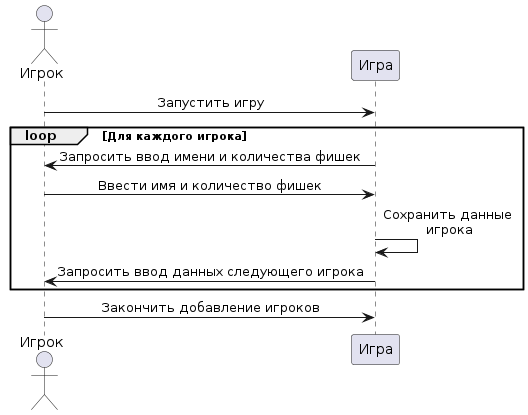 Игрок
Игра
Запустить игру
loop [Для каждого игрока]
Запросить ввод имени и количества фишек
Ввести имя и количество фишек
Сохранить данные
игрока
Запросить ввод данных следующего игрока
Закончить добавление игроков
Игрок
Игра